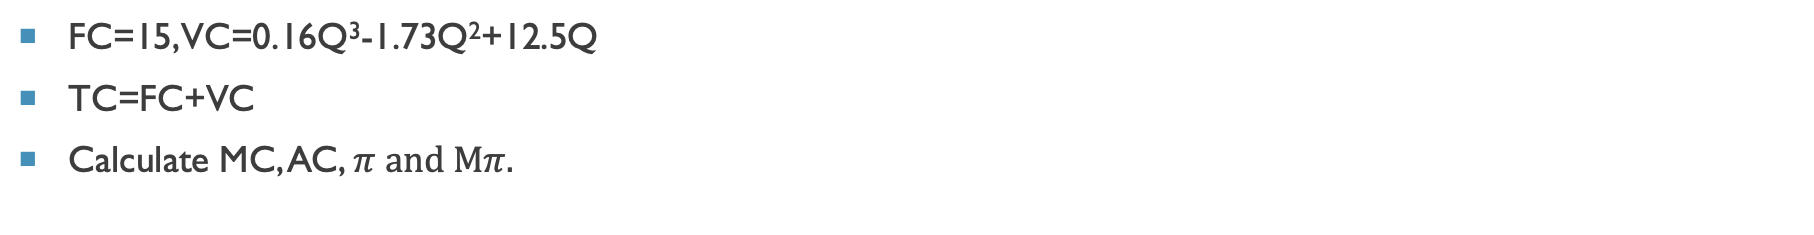 FC=15,VC=0.16Q³-1.73Q²+12.5Q
TC=FC+VC
Calculate MC,AC, 𝜋 and M𝜋.